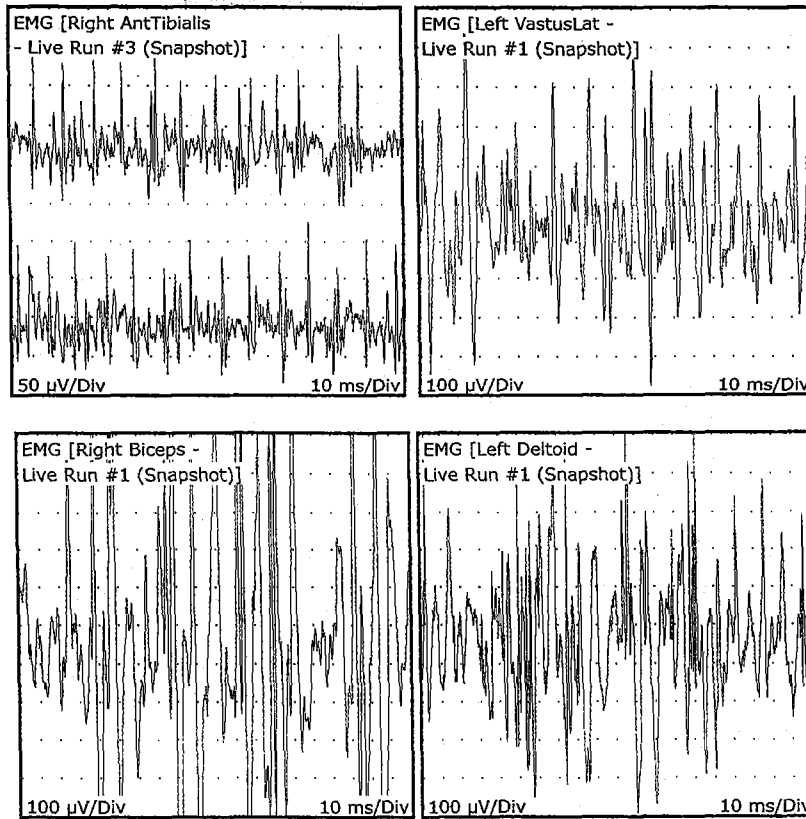 EMG [Right AntTibialis
- Live Run #3 (Snapshot)]
50 µV/Div 10 ms/Div
EMG [Left VastusLat -
Live Run #1 (Snapshot)]
100 µV/Div 10 ms/Div
EMG [Right Biceps -
Live Run #1 (Snapshot)]
100 µV/Div 10 ms/Div
EMG [Left Deltoid -
Live Run #1 (Snapshot)]
100 µV/Div 10 ms/Div